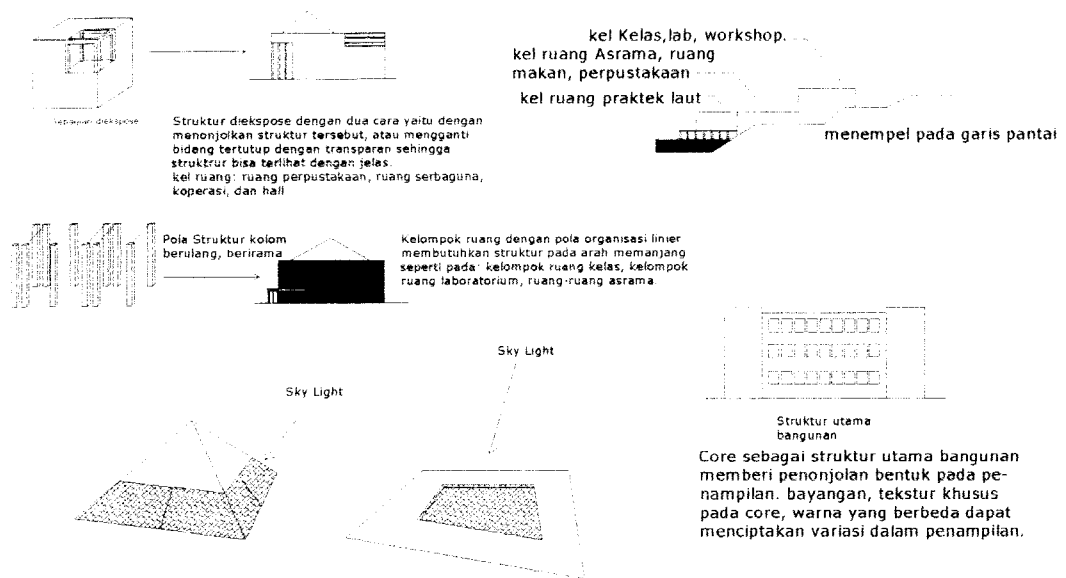 Sebagian diekspose
Struktur diekspose dengan dua cara yaitu dengan
menonjolkan struktur tersebut, atau mengganti
bidang tertutup dengan transparan sehingga
struktrur bisa terlihat dengan jelas.
kel ruang: ruang perpustakaan, ruang serbaguna,
koperasi, dan hall
kel Kelas,lab, workshop.
kel ruang Asrama, ruang
makan, perpustakaan
kel ruang praktek laut
menempel pada garis pantai
Pola Struktur kolom
berulang, berirama
Kelompok ruang dengan pola organisasi linier
membutuhkan struktur pada arah memanjang
seperti pada: kelompok ruang kelas, kelompok
ruang laboratorium, ruang-ruang asrama.
Sky Light
Sky Light
Struktur utama
bangunan
Core sebagai struktur utama bangunan
memberi penonjolan bentuk pada pe-
nampilan. bayangan, tekstur khusus
pada core, warna yang berbeda dapat
menciptakan variasi dalam penampilan.